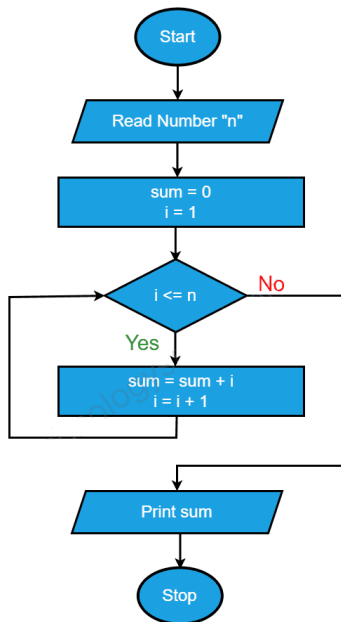 Start
Read Number "n"
sum = 0
i = 1
i <= n
No
Yes
sum = sum + i
i = i + 1
Print sum
Stop